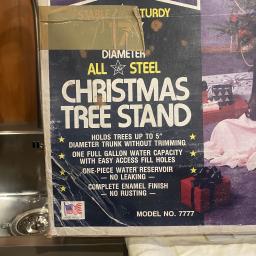 STURDY
DIAMETER
ALL ☆ STEEL
CHRISTMAS
TREE STAND
HOLDS TREES UP TO 5"
DIAMETER TRUNK WITHOUT TRIMMING
ONE FULL GALLON WATER CAPACITY
WITH EASY ACCESS FILL HOLES
ONE-PIECE WATER RESERVOIR
— NO LEAKING —
COMPLETE ENAMEL FINISH
— NO RUSTING —
MODEL NO. 7777